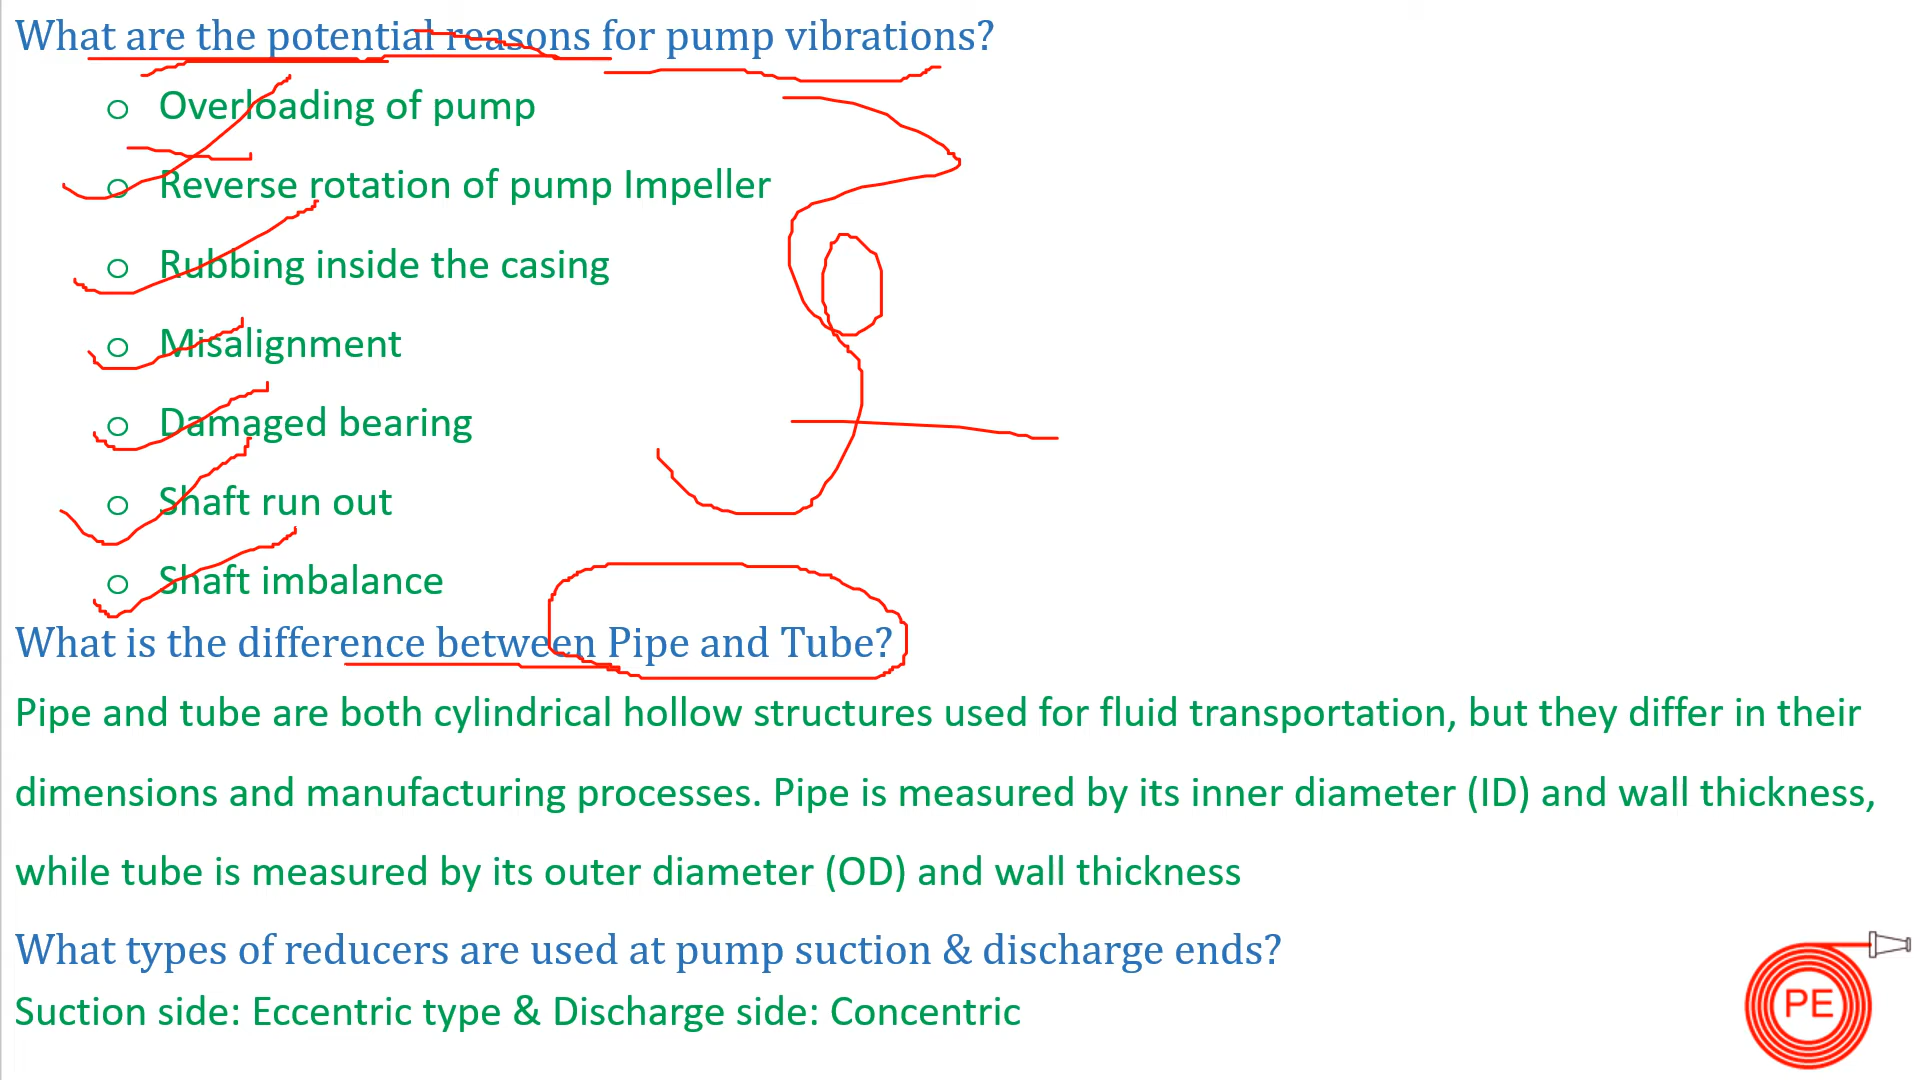 What are the potential reasons for pump vibrations?
o Overloading of pump
o Reverse rotation of pump Impeller
o Rubbing inside the casing
o Misalignment
o Damaged bearing
o Shaft run out
o Shaft imbalance
What is the difference between Pipe and Tube?
Pipe and tube are both cylindrical hollow structures used for fluid transportation, but they differ in their
dimensions and manufacturing processes. Pipe is measured by its inner diameter (ID) and wall thickness,
while tube is measured by its outer diameter (OD) and wall thickness
What types of reducers are used at pump suction & discharge ends?
Suction side: Eccentric type & Discharge side: Concentric
PE